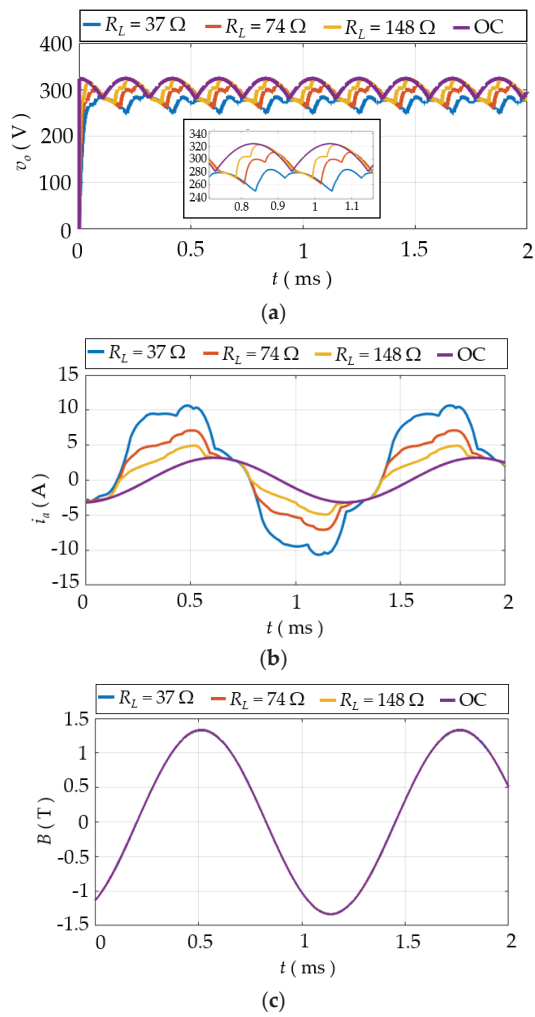 R_L = 37 Ω R_L = 74 Ω R_L = 148 Ω OC
400
300
200
100
0
v_o ( V )
340
320
300
280
260
240
0.8 0.9 1 1.1
0 0.5 1 1.5 2
t ( ms )
(a)
R_L = 37 Ω R_L = 74 Ω R_L = 148 Ω OC
15
10
5
0
-5
-10
-15
i_a ( A )
0 0.5 1 1.5 2
t ( ms )
(b)
R_L = 37 Ω R_L = 74 Ω R_L = 148 Ω OC
1.5
1
0.5
0
-0.5
-1
-1.5
B ( T )
0 0.5 1 1.5 2
t ( ms )
(c)